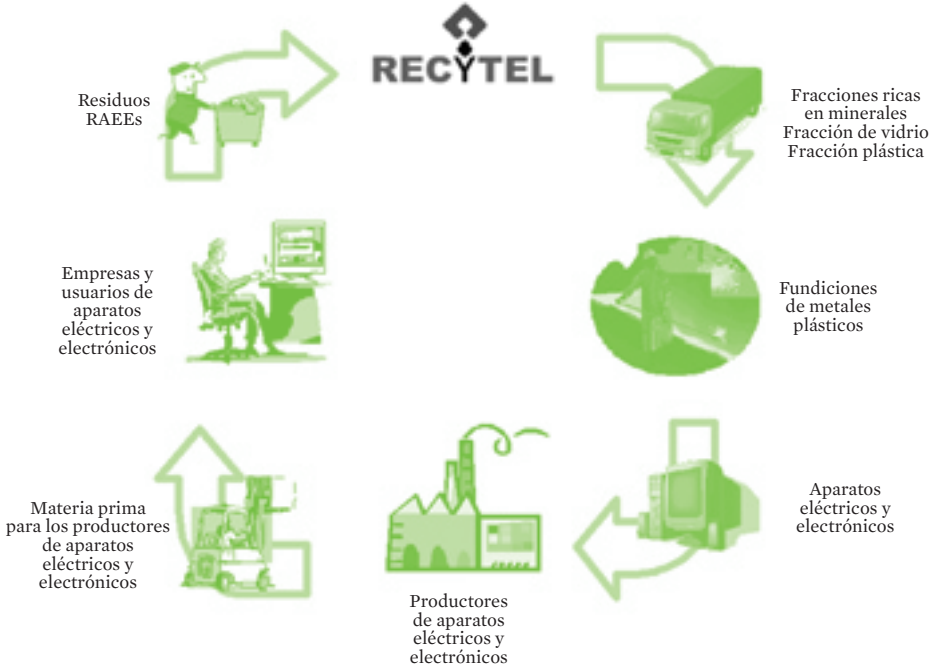 RECYTEL
Residuos
RAEEs
Fracciones ricas
en minerales
Fracción de vidrio
Fracción plástica
Empresas y
usuarios de
aparatos
eléctricos y
electrónicos
Fundiciones
de metales
plásticos
Materia prima
para los productores
de aparatos
eléctricos y
electrónicos
Productores
de aparatos
eléctricos y
electrónicos
Aparatos
eléctricos y
electrónicos